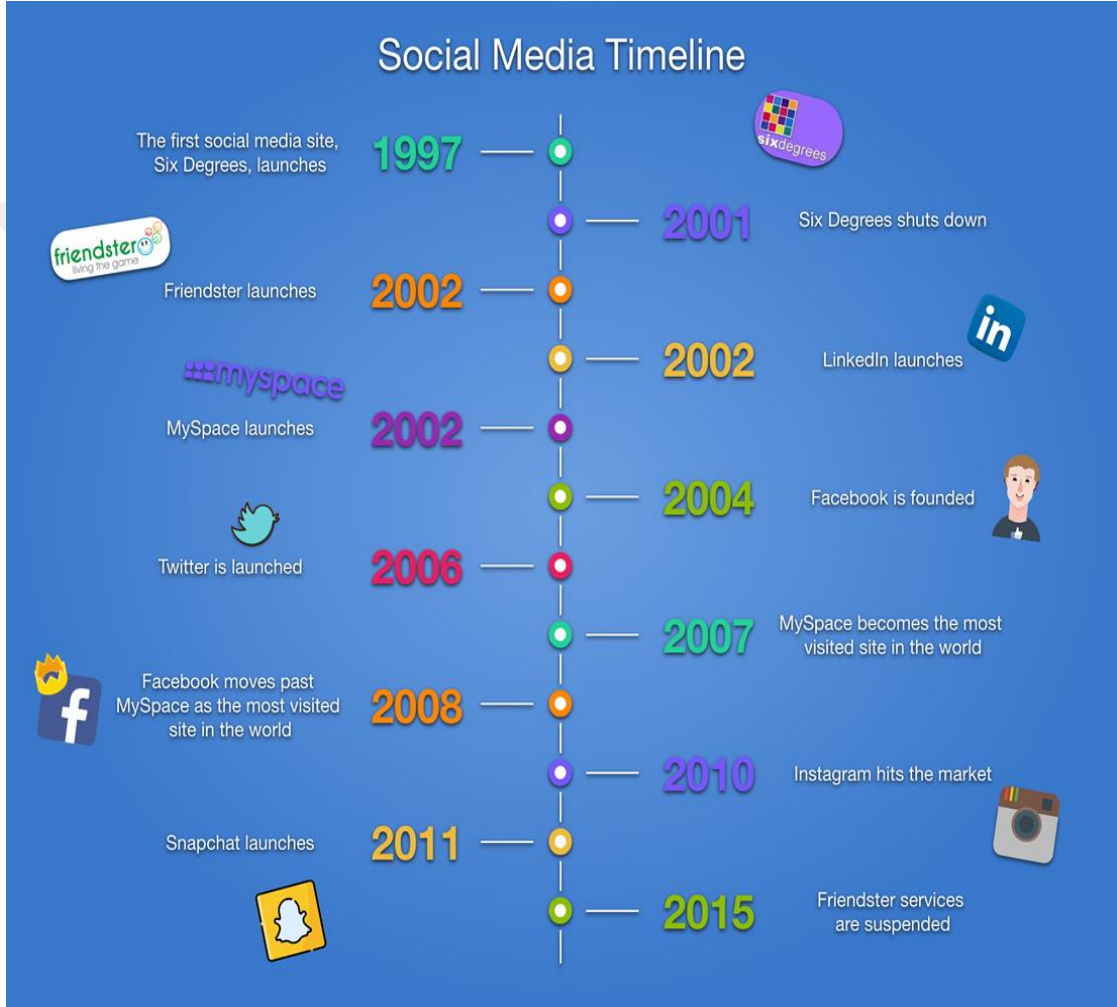 Social Media Timeline
sixdegrees
The first social media site,
Six Degrees, launches
1997
2001
Six Degrees shuts down
friendster
living the game
Friendster launches
2002
in
2002
LinkedIn launches
myspace
MySpace launches
2002
2004
Facebook is founded
Twitter is launched
2006
2007
MySpace becomes the most
visited site in the world
f
Facebook moves past
MySpace as the most visited
site in the world
2008
2010
Instagram hits the market
Snapchat launches
2011
2015
Friendster services
are suspended